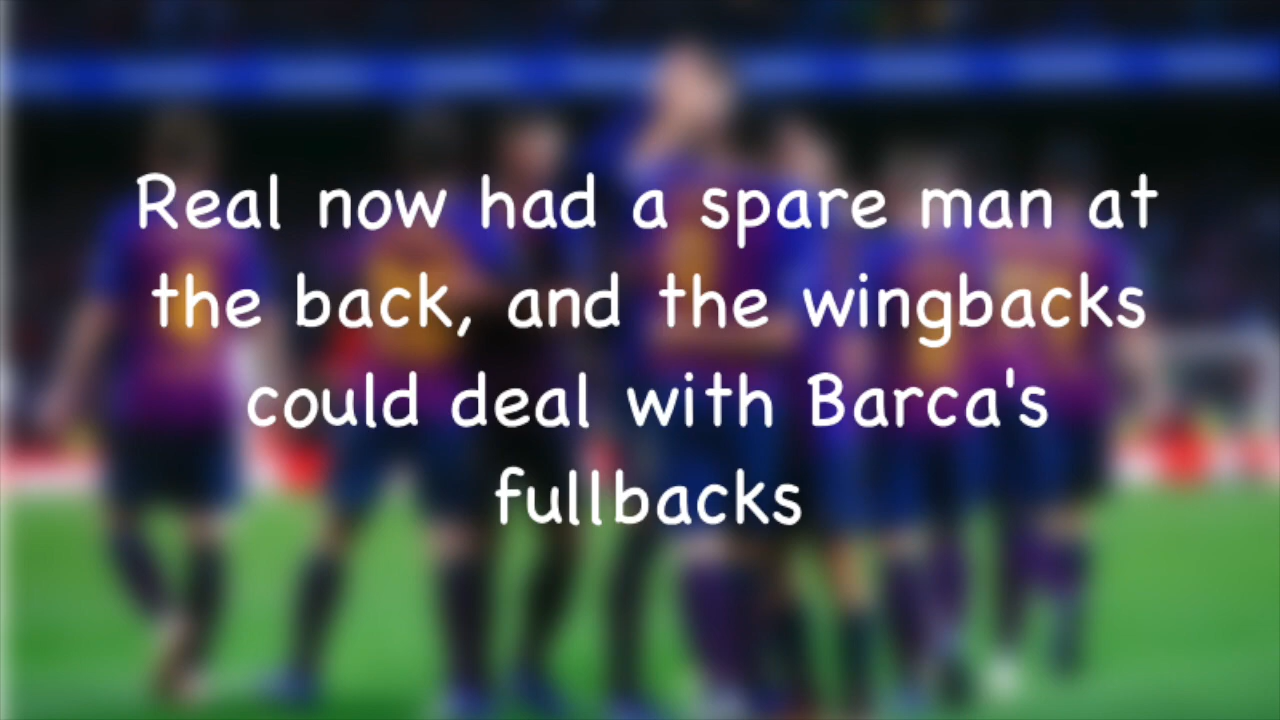 Real now had a spare man at
the back, and the wingbacks
could deal with Barca's
fullbacks